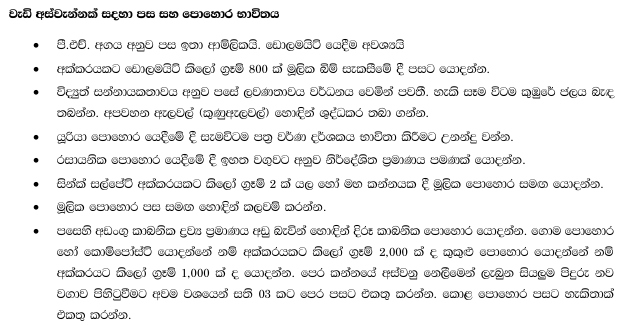 වැඩි අස්වැන්නක් සඳහා පස සහ පොහොර භාවිතය
• පී.එච්. අගය අනුව පස ඉතා ආම්ලිකයි. ඩොලමයිට් යෙදීම අවශ්‍යයි
• අක්කරයකට ඩොලමයිට් කිලෝ ග්‍රෑම් 800 ක් මූලික බිම් සැකසීමේ දී පසට යොදන්න.
• විද්‍යුත් සන්නායකතාවය අනුව පසේ ලවණතාවය වර්ධනය වෙමින් පවතී. හැකි සෑම විටම කුඹුරේ ජලය බැඳ
තබන්න. අපවහන ඇලවල් (කුණුඇලවල්) හොඳින් ශුද්ධකර තබා ගන්න.
• යූරියා පොහොර යෙදීමේ දී සැමවිටම පත්‍ර වර්ණ දර්ශකය භාවිතා කිරීමට උනන්දු වන්න.
• රසායනික පොහොර යෙදීමේ දී ඉහත වගුවට අනුව නිර්දේශිත ප්‍රමාණය පමණක් යොදන්න.
• සින්ක් සල්පේට් අක්කරයකට කිලෝ ග්‍රෑම් 2 ක් යල හෝ මහ කන්නයක දී මූලික පොහොර සමඟ යොදන්න.
• මූලික පොහොර පස සමඟ හොඳින් කලවම් කරන්න.
• පසෙහි අඩංගු කාබනික ද්‍රව්‍ය ප්‍රමාණය අඩු බැවින් හොඳින් දිරූ කාබනික පොහොර යොදන්න. ගොම පොහොර
හෝ කොම්පෝස්ට් යොදන්නේ නම් අක්කරයකට කිලෝ ග්‍රෑම් 2,000 ක් ද කුකුළු පොහොර යොදන්නේ නම්
අක්කරයට කිලෝ ග්‍රෑම් 1,000 ක් ද යොදන්න. පෙර කන්නයේ අස්වනු නෙලීමෙන් ලැබුන සියලුම පිදුරු නව
වගාව පිහිටුවීමට අවම වශයෙන් සති 03 කට පෙර පසට එකතු කරන්න. කොළ පොහොර පසට හැකිතාක්
එකතු කරන්න.